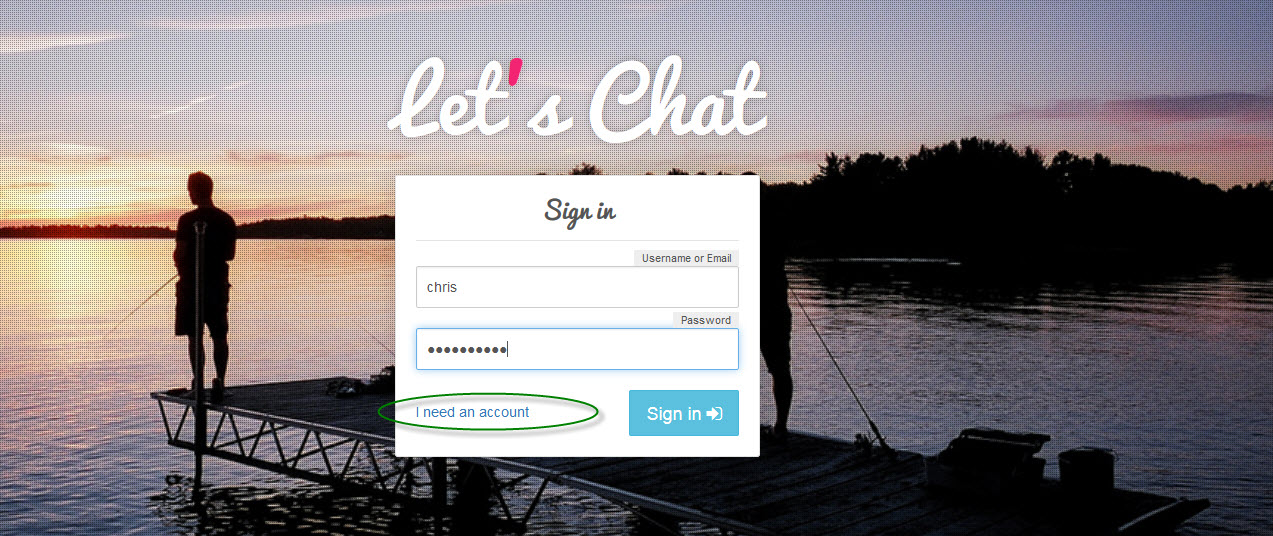 Let's Chat
Sign in
Username or Email
chris
Password
••••••••••
I need an account
Sign in